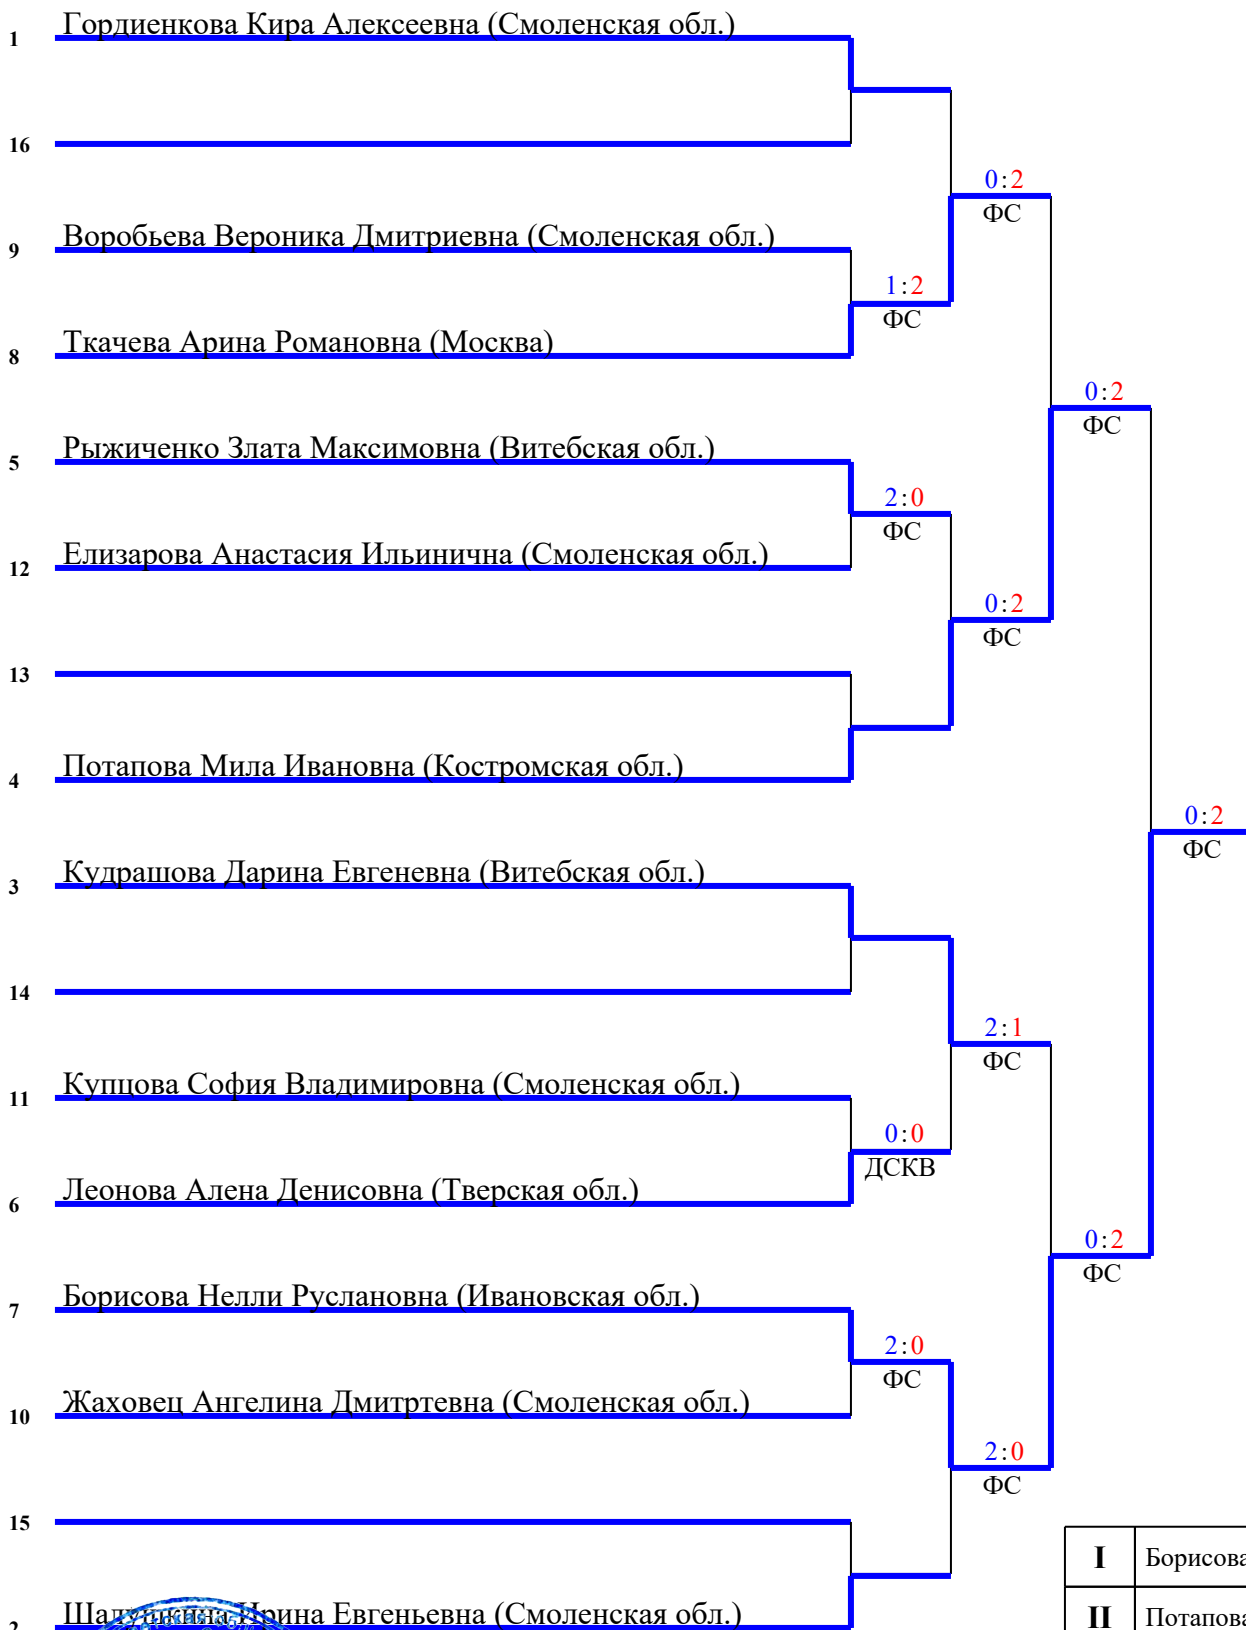 1 Гордиенкова Кира Алексеевна (Смоленская обл.)
16
0:2
ФС
9 Воробьева Вероника Дмитриевна (Смоленская обл.)
1:2
ФС
8 Ткачева Арина Романовна (Москва)
0:2
ФС
5 Рыжиченко Злата Максимовна (Витебская обл.)
2:0
ФС
12 Елизарова Анастасия Ильинична (Смоленская обл.)
0:2
ФС
13
4 Потапова Мила Ивановна (Костромская обл.)
0:2
ФС
3 Кудрашова Дарина Евгеневна (Витебская обл.)
14
2:1
ФС
11 Купцова София Владимировна (Смоленская обл.)
0:0
ДСКВ
6 Леонова Алена Денисовна (Тверская обл.)
0:2
ФС
7 Борисова Нелли Руслановна (Ивановская обл.)
2:0
ФС
10 Жаховец Ангелина Дмитртевна (Смоленская обл.)
2:0
ФС
15
I Борисова
2 Ирина Евгеньевна (Смоленская обл.)
II Потапова